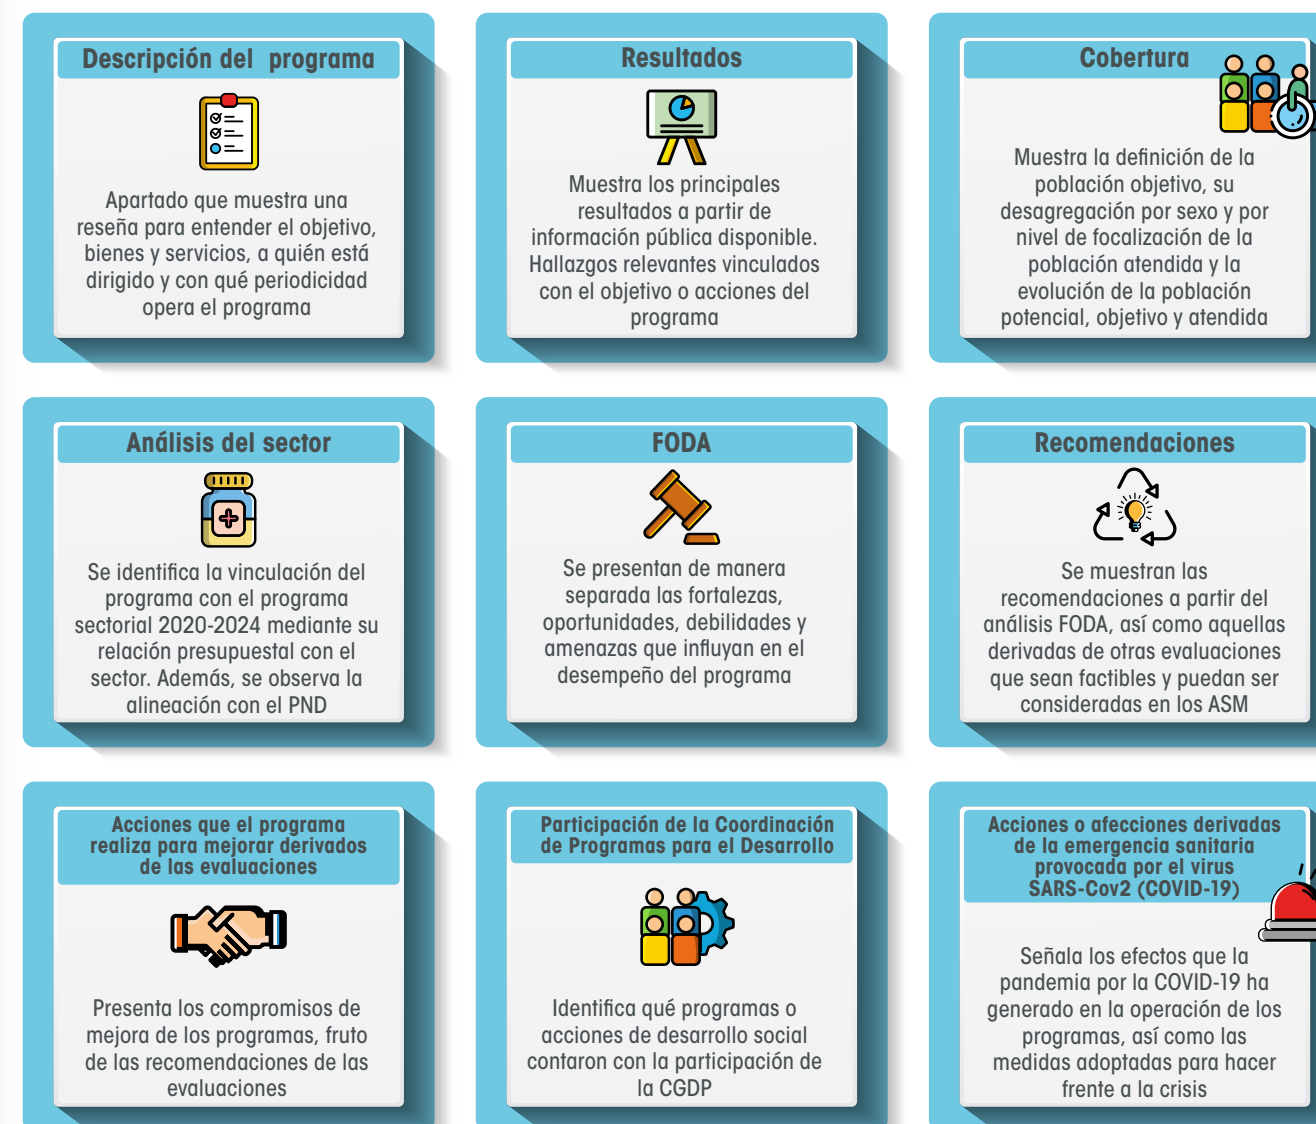 Descripción del programa
Apartado que muestra una
reseña para entender el objetivo,
bienes y servicios, a quién está
dirigido y con qué periodicidad
opera el programa
Resultados
Muestra los principales
resultados a partir de
información pública disponible.
Hallazgos relevantes vinculados
con el objetivo o acciones del
programa
Cobertura
Muestra la definición de la
población objetivo, su
desagregación por sexo y por
nivel de focalización de la
población atendida y la
evolución de la población
potencial, objetivo y atendida
Análisis del sector
Se identifica la vinculación del
programa con el programa
sectorial 2020-2024 mediante su
relación presupuestal con el
sector. Además, se observa la
alineación con el PND
FODA
Se presentan de manera
separada las fortalezas,
oportunidades, debilidades y
amenazas que influyan en el
desempeño del programa
Recomendaciones
Se muestran las
recomendaciones a partir del
análisis FODA, así como aquellas
derivadas de otras evaluaciones
que sean factibles y puedan ser
consideradas en los ASM
Acciones que el programa
realiza para mejorar derivados
de las evaluaciones
Presenta los compromisos de
mejora de los programas, fruto
de las recomendaciones de las
evaluaciones
Participación de la Coordinación
de Programas para el Desarrollo
Identifica qué programas o
acciones de desarrollo social
contaron con la participación de
la CGDP
Acciones o afecciones derivadas
de la emergencia sanitaria
provocada por el virus
SARS-Cov2 (COVID-19)
Señala los efectos que la
pandemia por la COVID-19 ha
generado en la operación de los
programas, así como las
medidas adoptadas para hacer
frente a la crisis